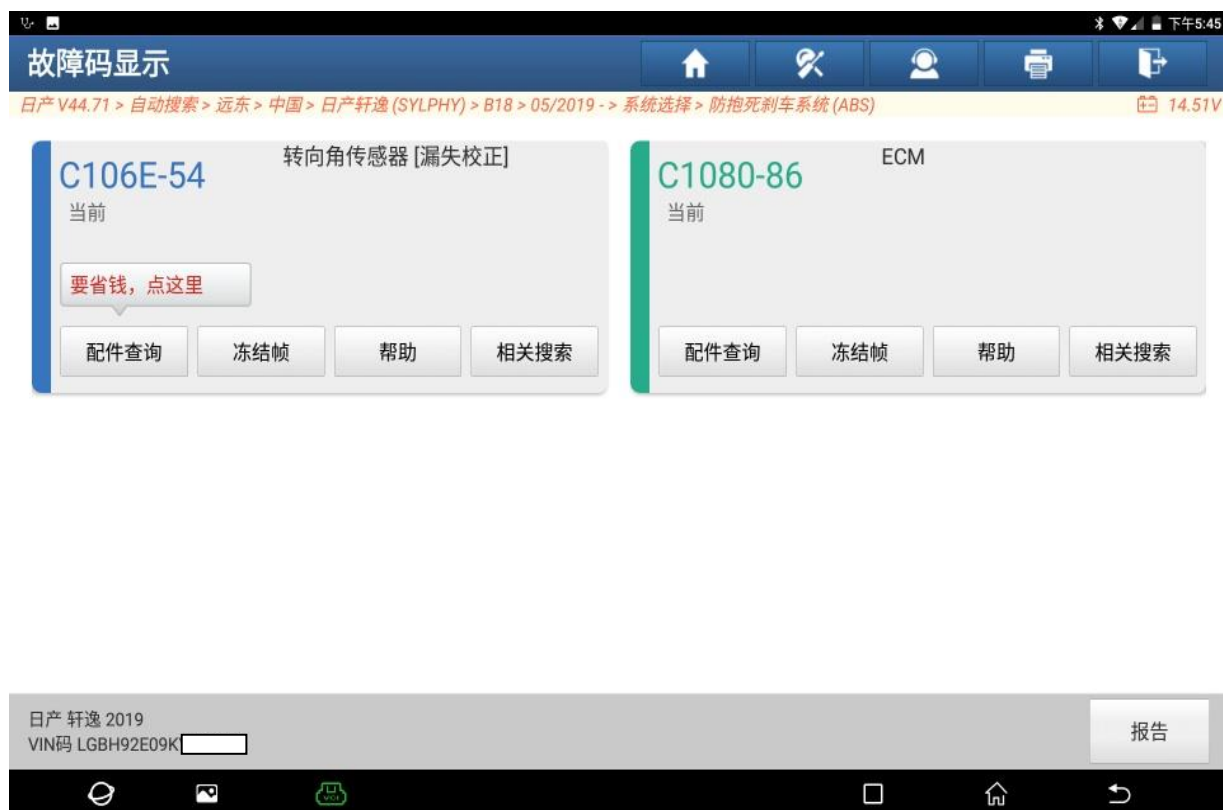 下午5:45
故障码显示
日产 V44.71 > 自动搜索 > 远东 > 中国 > 日产轩逸 (SYLPHY) > B18 > 05/2019 - > 系统选择 > 防抱死刹车系统 (ABS)
14.51V
C106E-54
转向角传感器 [漏失校正]
当前
要省钱，点这里
配件查询
冻结帧
帮助
相关搜索
C1080-86
ECM
当前
配件查询
冻结帧
帮助
相关搜索
日产 轩逸 2019
VIN码 LGBH92E09K
报告
VCI